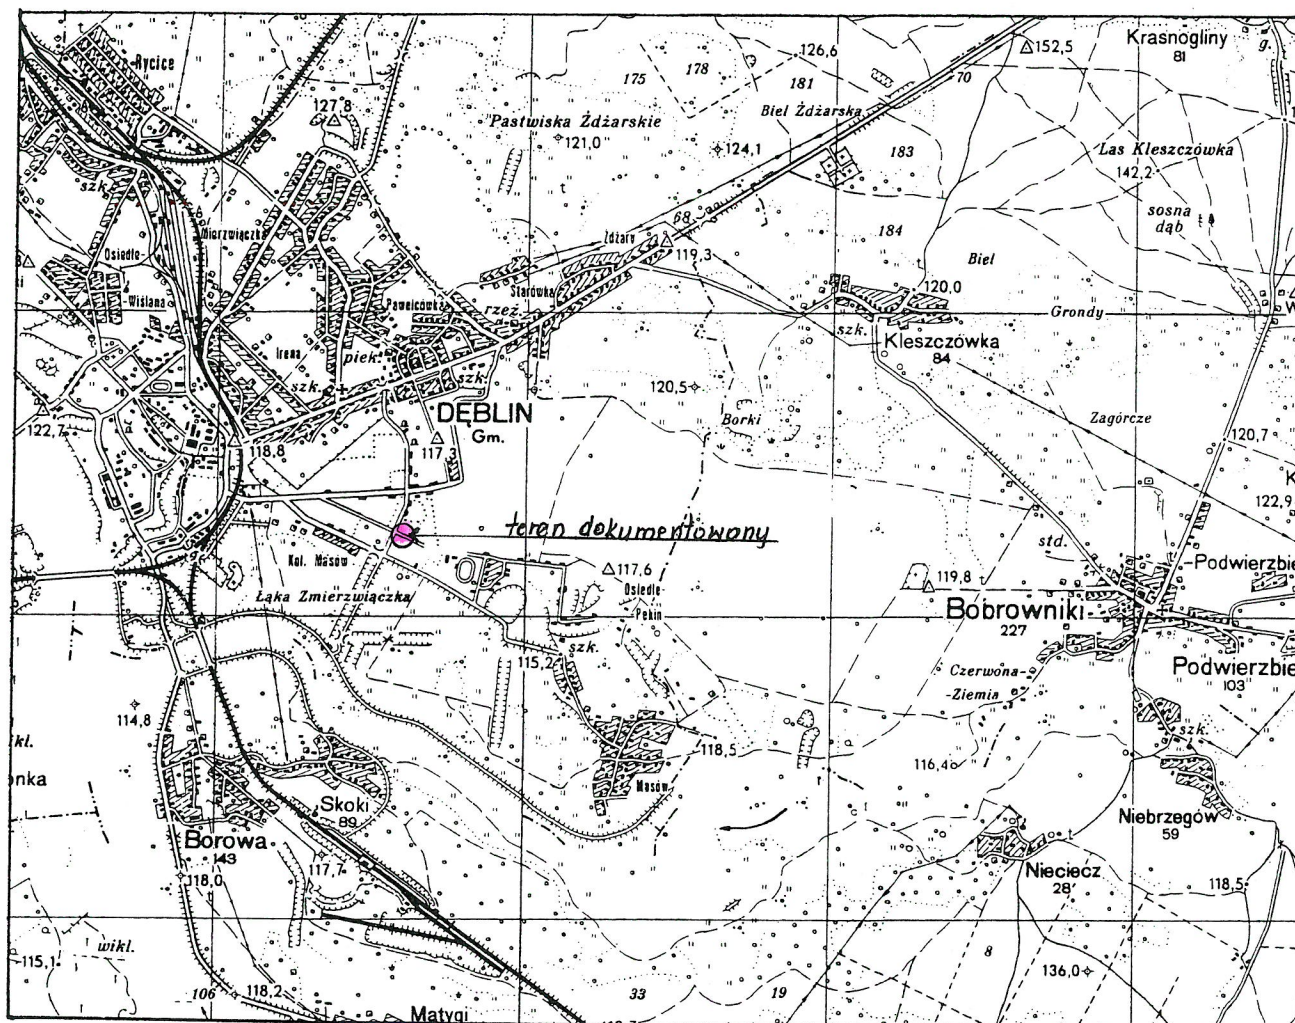 Krasnogliny
81
g.
Rycice
127,8
126,6
152,5
175
178
181
70
Biel Żdżarska
Pastwiska Żdżarskie
121,0
124,1
183
Las Kleszczówka
142,2
szk.
Mierzwiączka
68
sosna
dąb
184
Żdżary
119,3
Biel
Osiedle-
-Wiślana
Starówka
120,0
Pawelcówka
rzeź.
Grondy
szk.
Kleszczówka
84
Irena
piek.
szk.
szk.
120,5
DĘBLIN
Gm.
Borki
Zagórcze
122,7
118,8
117,3
120,7
K
122,9
teren dokumentowany
std.
Kol. Masów
-Podwierzbie
117,6
119,8
Łąka Zmierzwiączka
Osiedle
Pekin
Bobrowniki
227
szk.
115,2
Czerwona-
-Ziemia
Podwierzbie
103
114,8
szk.
118,5
kl.
116,4
onka
Masów
Skoki
89
Niebrzegów
59
Borowa
143
117,7
Nieciecz
28
118,0
118,5
wikl.
115,1
8
136,0
106
118,2
33
19
Matygi